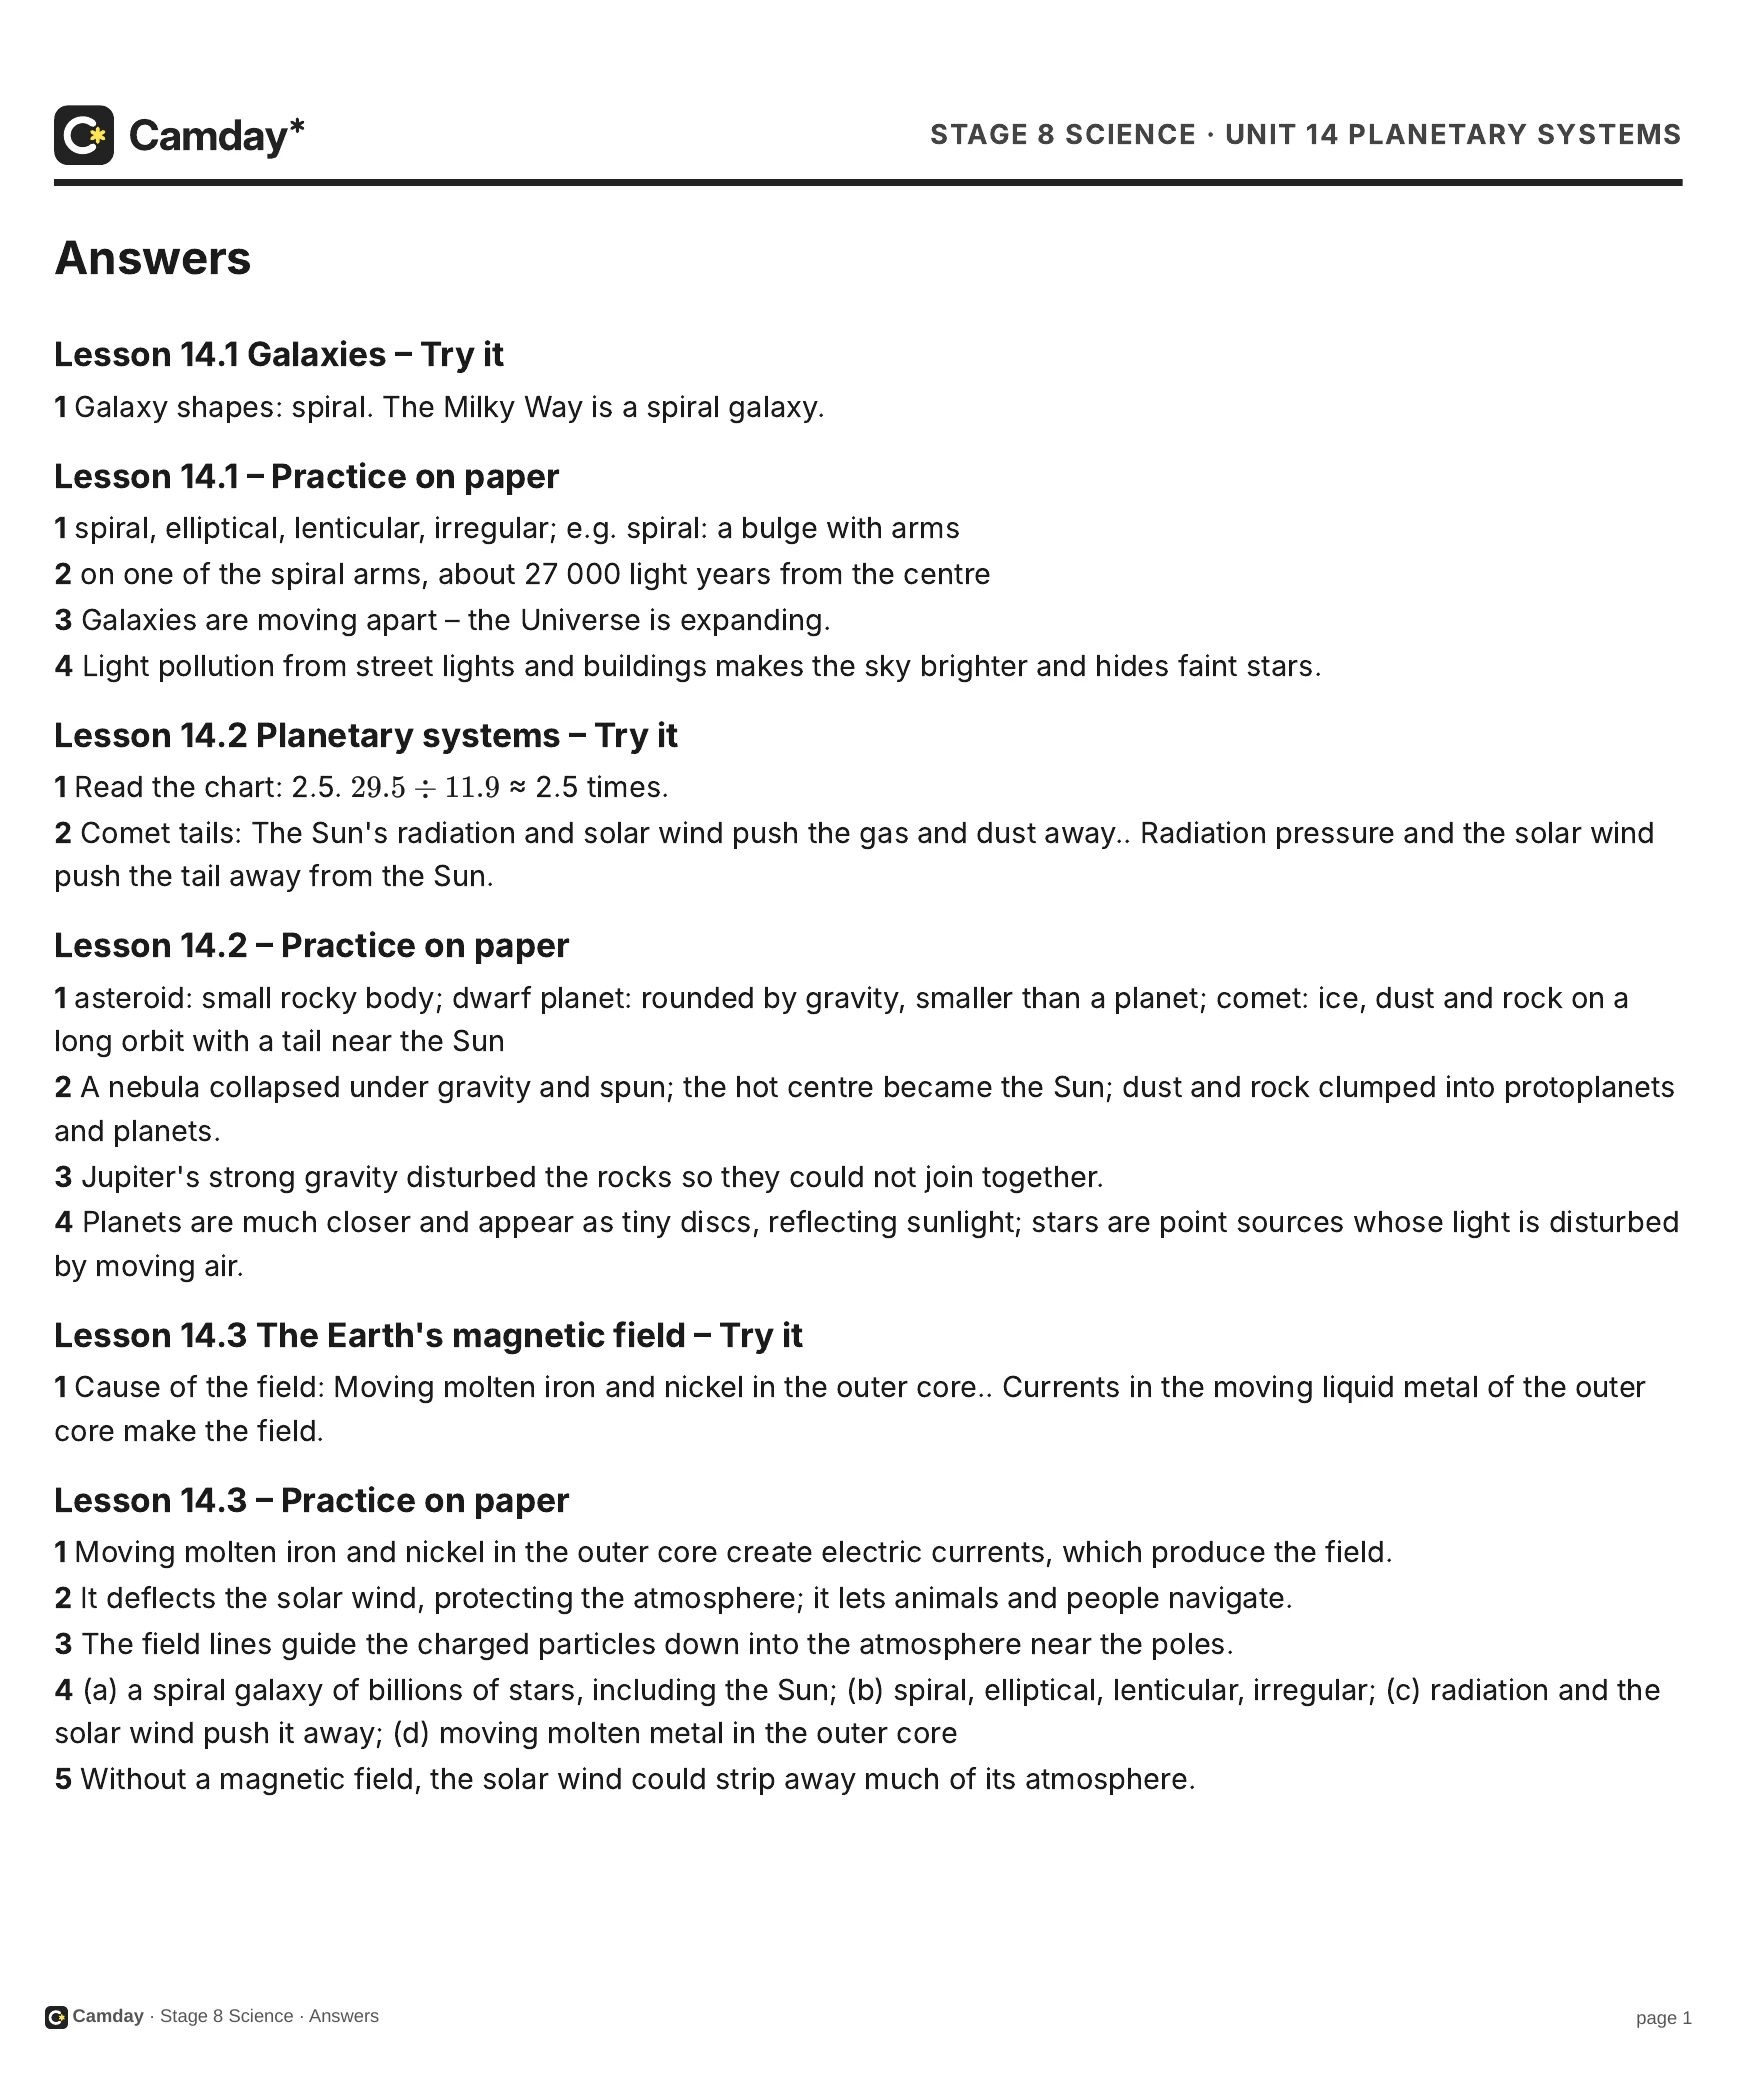 Camday*
STAGE 8 SCIENCE · UNIT 14 PLANETARY SYSTEMS
Answers
Lesson 14.1 Galaxies – Try it
1 Galaxy shapes: spiral. The Milky Way is a spiral galaxy.
Lesson 14.1 – Practice on paper
1 spiral, elliptical, lenticular, irregular; e.g. spiral: a bulge with arms
2 on one of the spiral arms, about 27 000 light years from the centre
3 Galaxies are moving apart – the Universe is expanding.
4 Light pollution from street lights and buildings makes the sky brighter and hides faint stars.
Lesson 14.2 Planetary systems – Try it
1 Read the chart: 2.5. 29.5 ÷ 11.9 ≈ 2.5 times.
2 Comet tails: The Sun's radiation and solar wind push the gas and dust away.. Radiation pressure and the solar wind
push the tail away from the Sun.
Lesson 14.2 – Practice on paper
1 asteroid: small rocky body; dwarf planet: rounded by gravity, smaller than a planet; comet: ice, dust and rock on a
long orbit with a tail near the Sun
2 A nebula collapsed under gravity and spun; the hot centre became the Sun; dust and rock clumped into protoplanets
and planets.
3 Jupiter's strong gravity disturbed the rocks so they could not join together.
4 Planets are much closer and appear as tiny discs, reflecting sunlight; stars are point sources whose light is disturbed
by moving air.
Lesson 14.3 The Earth's magnetic field – Try it
1 Cause of the field: Moving molten iron and nickel in the outer core.. Currents in the moving liquid metal of the outer
core make the field.
Lesson 14.3 – Practice on paper
1 Moving molten iron and nickel in the outer core create electric currents, which produce the field.
2 It deflects the solar wind, protecting the atmosphere; it lets animals and people navigate.
3 The field lines guide the charged particles down into the atmosphere near the poles.
4 (a) a spiral galaxy of billions of stars, including the Sun; (b) spiral, elliptical, lenticular, irregular; (c) radiation and the
solar wind push it away; (d) moving molten metal in the outer core
5 Without a magnetic field, the solar wind could strip away much of its atmosphere.
Camday · Stage 8 Science · Answers
page 1